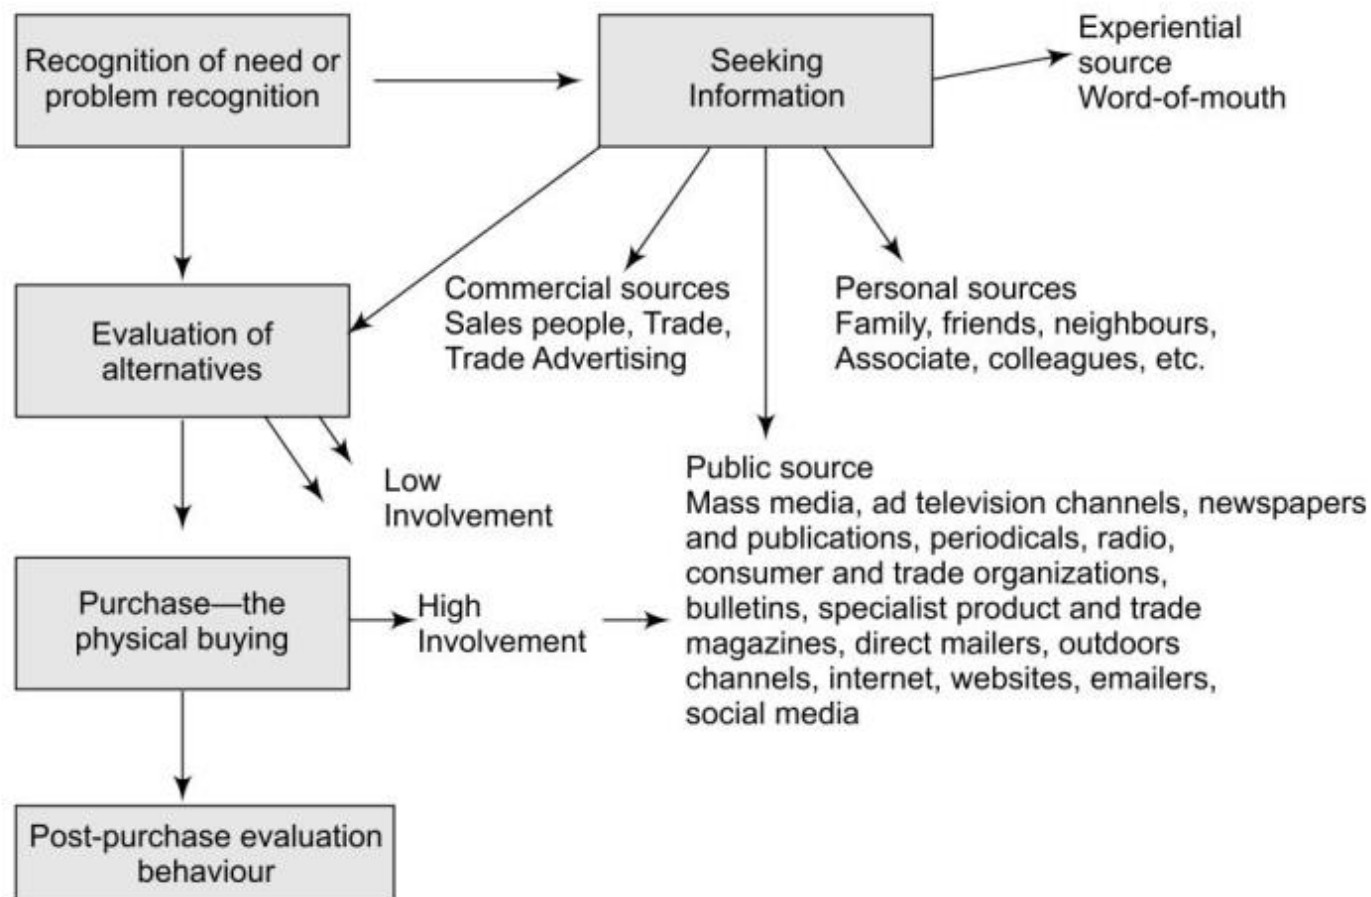 Recognition of need or
problem recognition
Seeking
Information
Experiential
source
Word-of-mouth
Evaluation of
alternatives
Commercial sources
Sales people, Trade,
Trade Advertising
Personal sources
Family, friends, neighbours,
Associate, colleagues, etc.
Low
Involvement
Public source
Mass media, ad television channels, newspapers
and publications, periodicals, radio,
consumer and trade organizations,
bulletins, specialist product and trade
magazines, direct mailers, outdoors
channels, internet, websites, emailers,
social media
Purchase—the
physical buying
High
Involvement
Post-purchase evaluation
behaviour